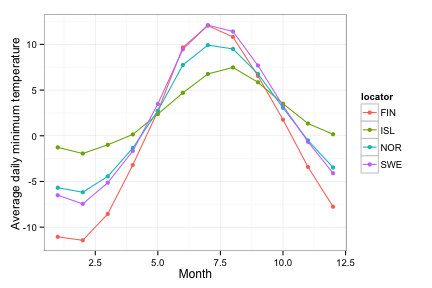 Average daily minimum temperature
10
5
0
-5
-10
2.5 5.0 7.5 10.0 12.5
Month
locator
FIN
ISL
NOR
SWE